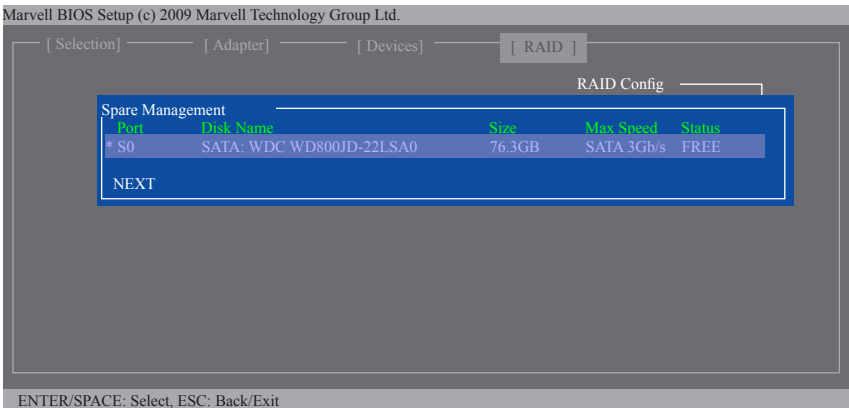 Marvell BIOS Setup (c) 2009 Marvell Technology Group Ltd.
[ Selection] [ Adapter] [ Devices] [ RAID ]
RAID Config
Spare Management
Port Disk Name Size Max Speed Status
* S0 SATA: WDC WD800JD-22LSA0 76.3GB SATA 3Gb/s FREE
NEXT
ENTER/SPACE: Select, ESC: Back/Exit